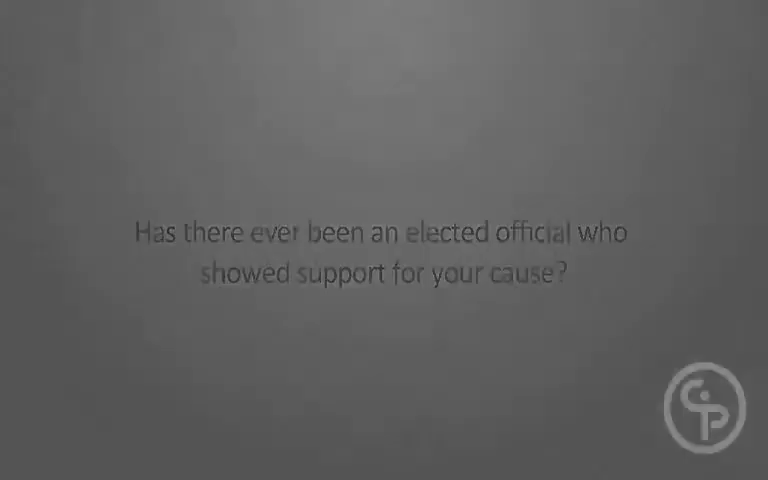 Has there ever been an elected official who
showed support for your cause?